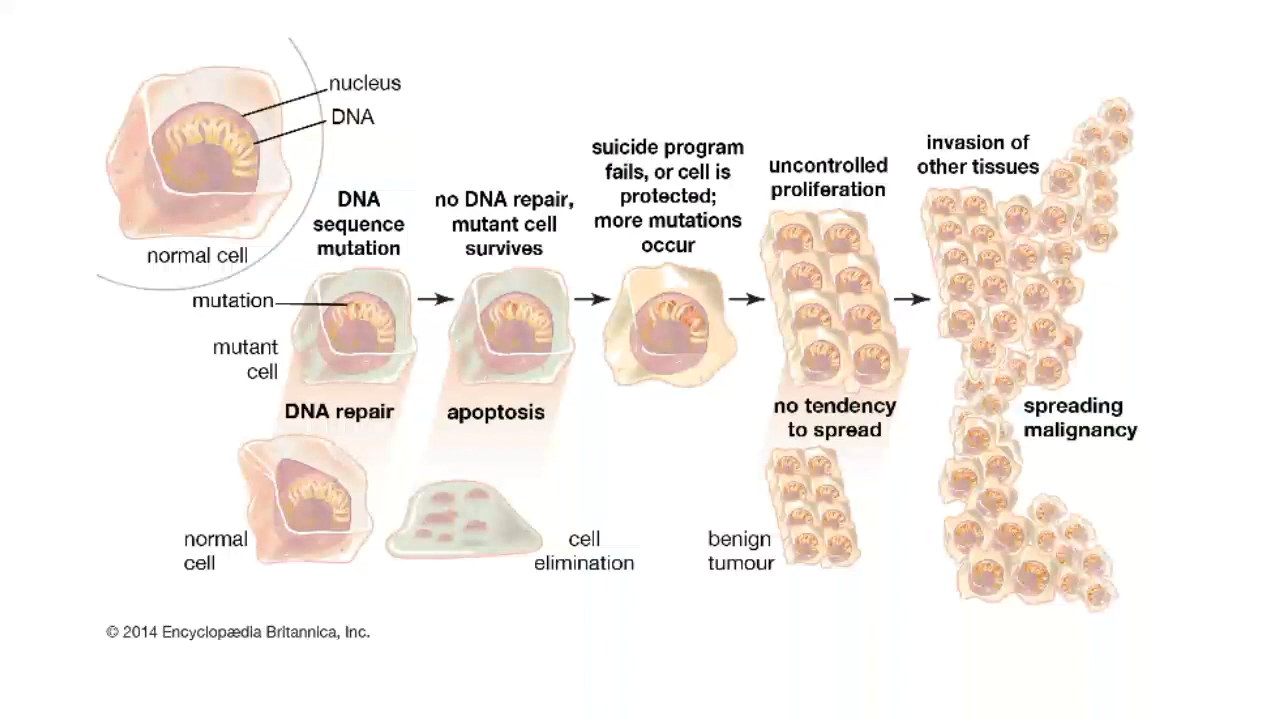 nucleus
DNA
normal cell
DNA
sequence
mutation
no DNA repair,
mutant cell
survives
suicide program
fails, or cell is
protected;
more mutations
occur
uncontrolled
proliferation
invasion of
other tissues
mutation
mutant
cell
DNA repair
apoptosis
no tendency
to spread
spreading
malignancy
normal
cell
cell
elimination
benign
tumour
© 2014 Encyclopædia Britannica, Inc.